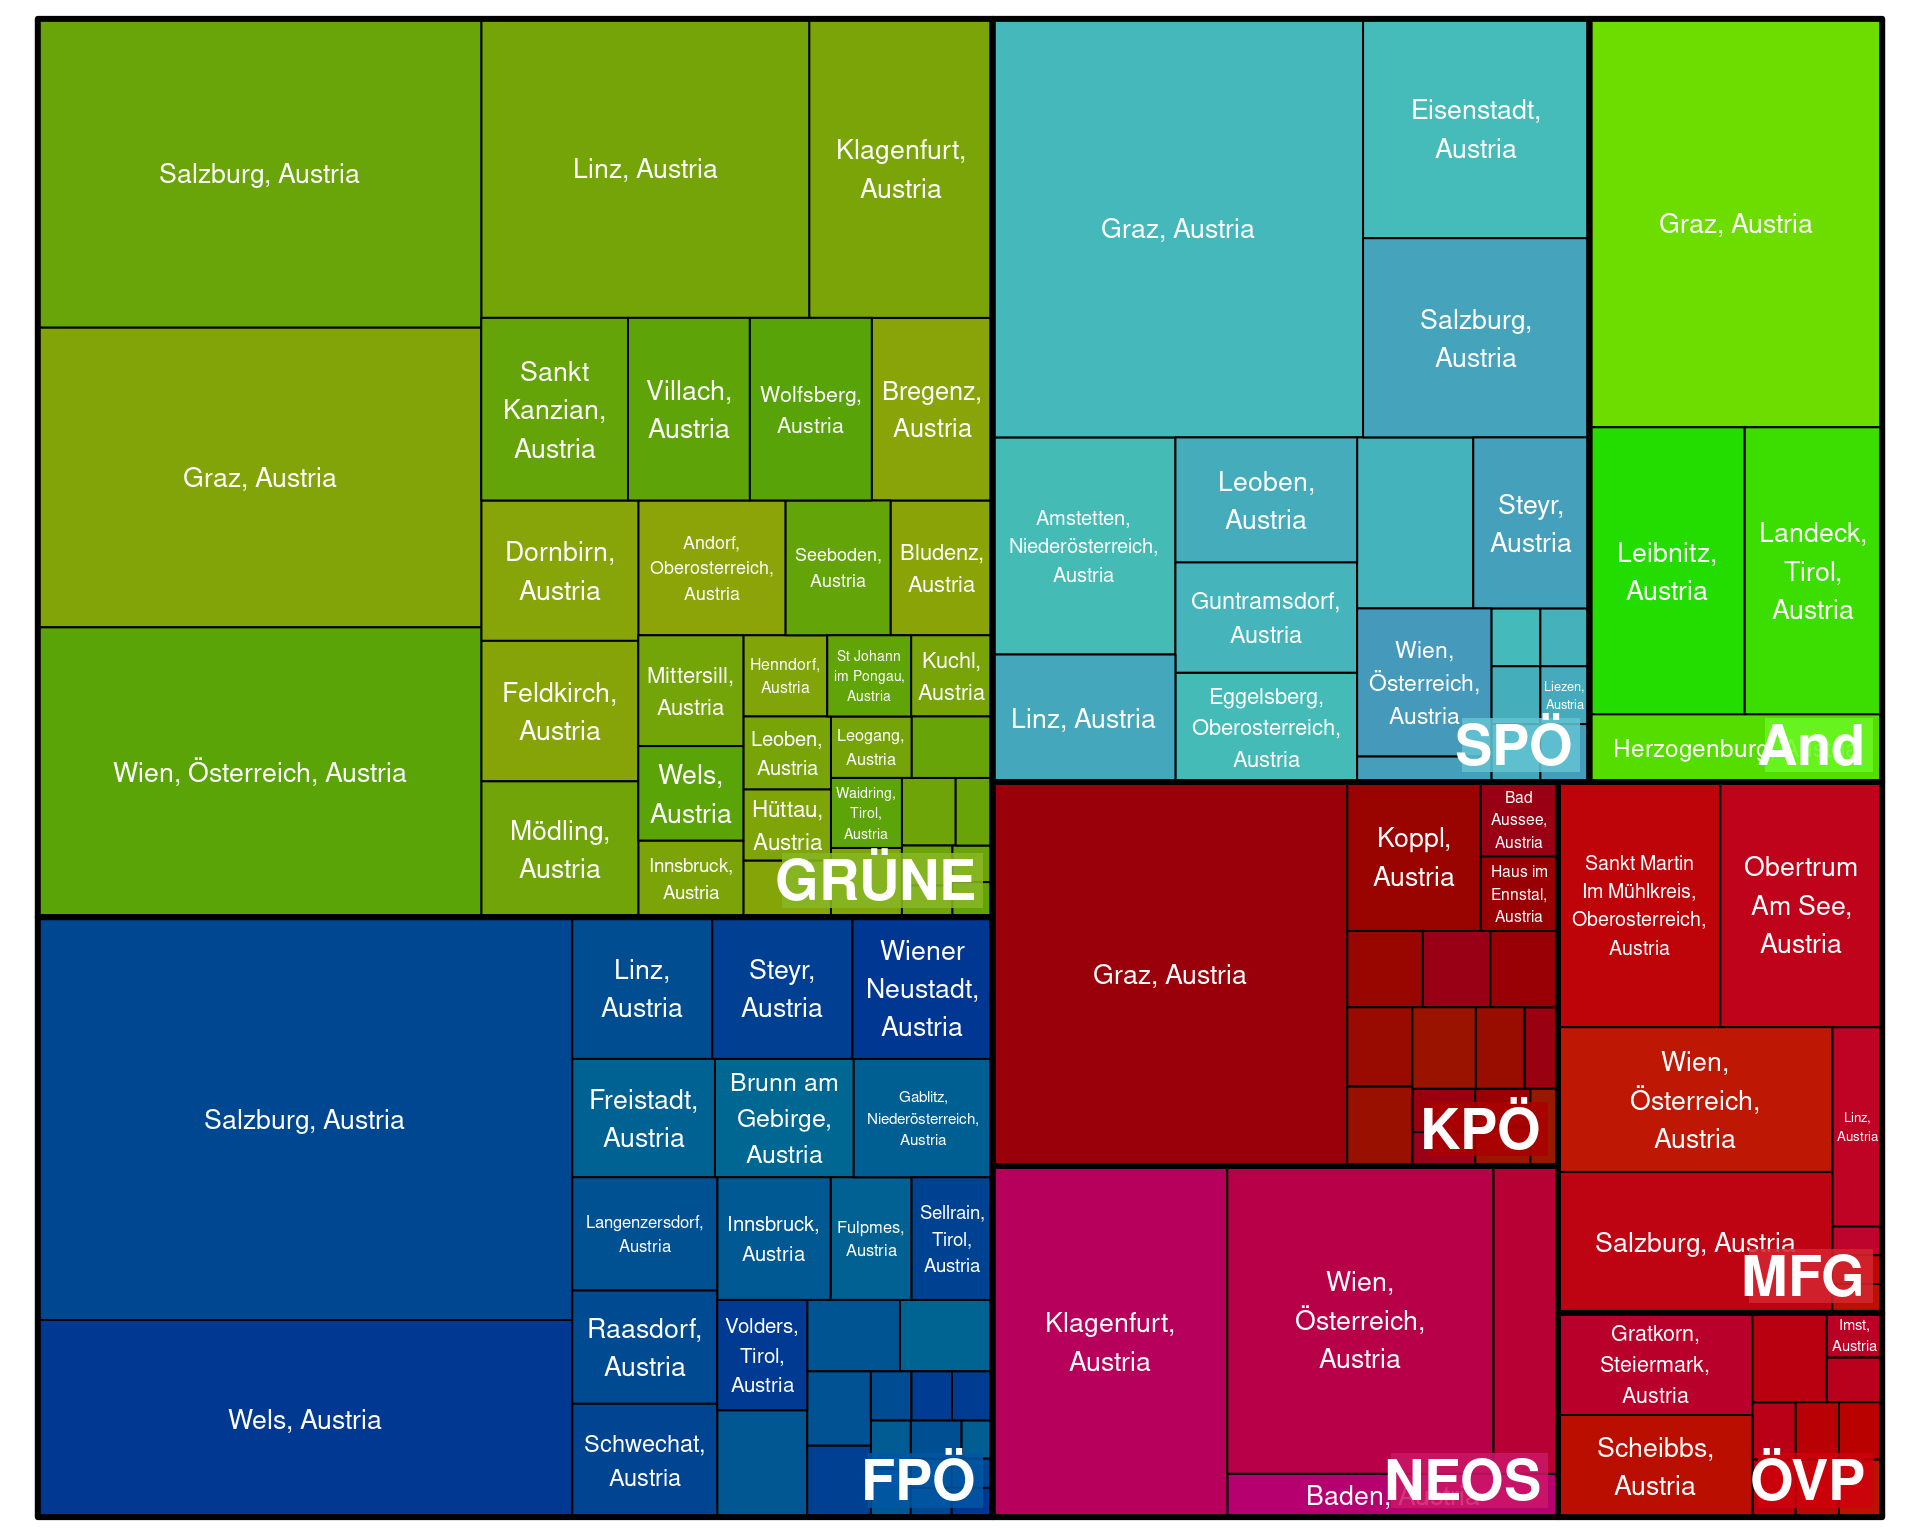 Salzburg, Austria
Linz, Austria
Klagenfurt,
Austria
Graz, Austria
Wien, Österreich, Austria
Sankt
Kanzian,
Austria
Villach,
Austria
Wolfsberg,
Austria
Bregenz,
Austria
Dornbirn,
Austria
Andorf,
Oberosterreich,
Austria
Seeboden,
Austria
Bludenz,
Austria
Feldkirch,
Austria
Mödling,
Austria
Mittersill,
Austria
Wels,
Austria
Innsbruck,
Austria
Henndorf,
Austria
St Johann
im Pongau,
Austria
Kuchl,
Austria
Leoben,
Austria
Leogang,
Austria
Hüttau,
Austria
Waidring,
Tirol,
Austria
GRÜNE
Salzburg, Austria
Wels, Austria
Linz,
Austria
Steyr,
Austria
Wiener
Neustadt,
Austria
Freistadt,
Austria
Brunn am
Gebirge,
Austria
Gablitz,
Niederösterreich,
Austria
Langenzersdorf,
Austria
Innsbruck,
Austria
Fulpmes,
Austria
Sellrain,
Tirol,
Austria
Raasdorf,
Austria
Volders,
Tirol,
Austria
Schwechat,
Austria
FPÖ
Graz, Austria
Eisenstadt,
Austria
Salzburg,
Austria
Amstetten,
Niederösterreich,
Austria
Leoben,
Austria
Steyr,
Austria
Guntramsdorf,
Austria
Linz, Austria
Eggelsberg,
Oberosterreich,
Austria
Wien,
Österreich,
Austria
Liezen,
Austria
SPÖ
Graz, Austria
Leibnitz,
Austria
Landeck,
Tirol,
Austria
Herzogenburg
And
Graz, Austria
Koppl,
Austria
Bad
Aussee,
Austria
Haus im
Ennstal,
Austria
KPÖ
Sankt Martin
Im Mühlkreis,
Oberosterreich,
Austria
Obertrum
Am See,
Austria
Wien,
Österreich,
Austria
Linz,
Austria
Salzburg, Austria
MFG
Klagenfurt,
Austria
Wien,
Österreich,
Austria
Baden, Austria
NEOS
Gratkorn,
Steiermark,
Austria
Imst,
Austria
Scheibbs,
Austria
ÖVP